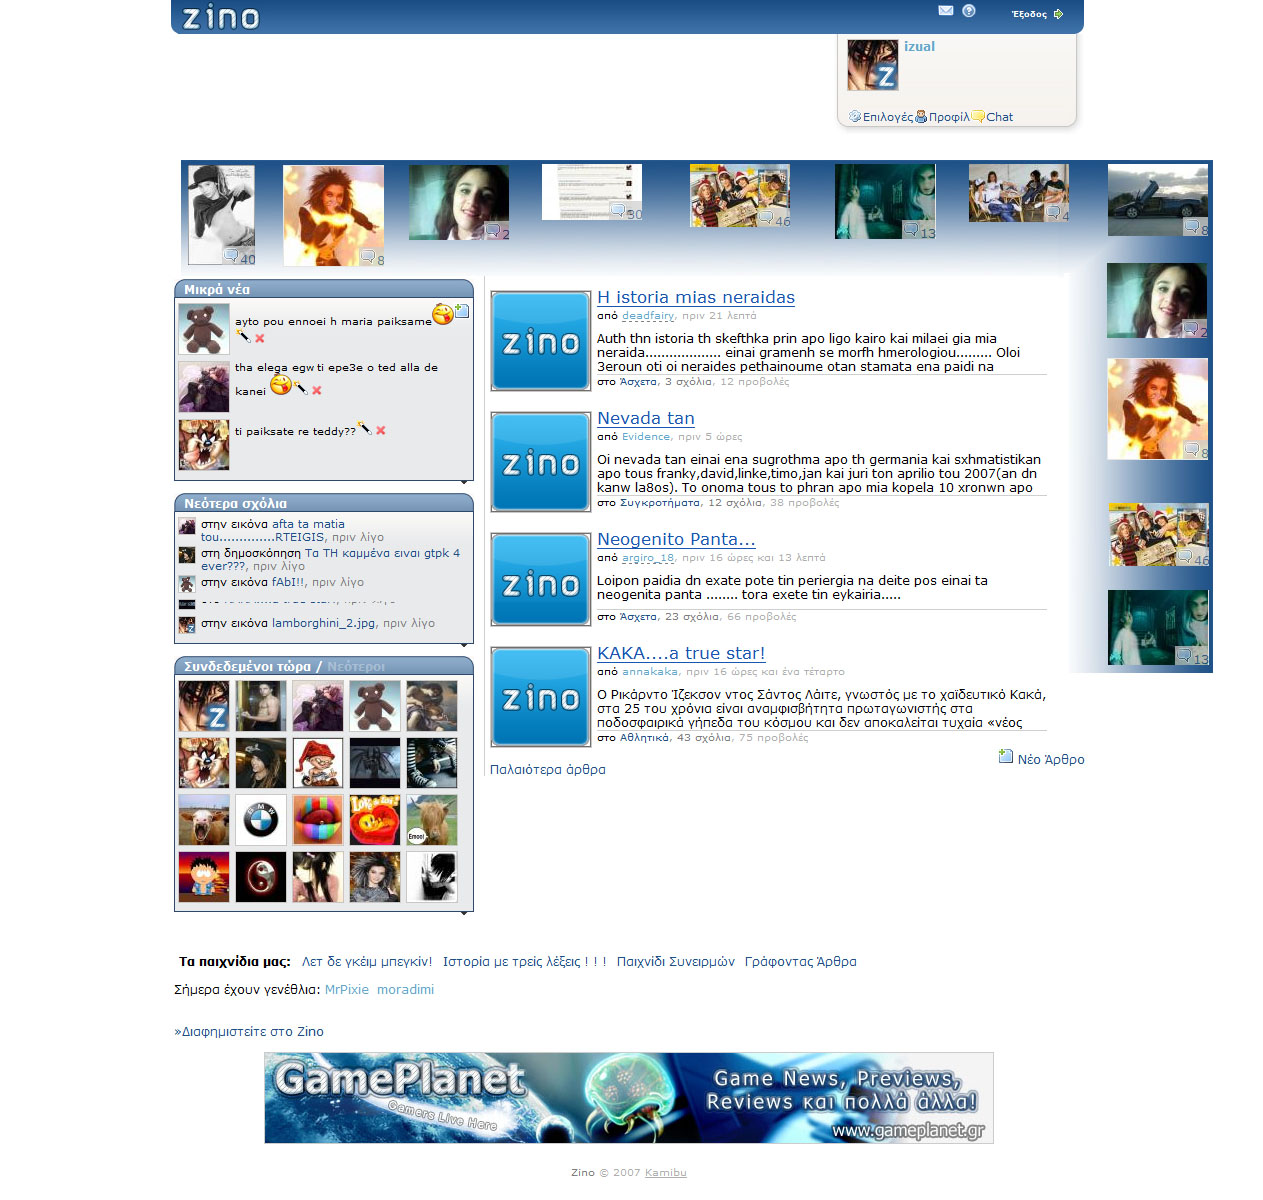 zino
Έξοδος
izual
Επιλογές Προφίλ Chat
40
8
2
30
46
13
4
8
2
8
46
13
Μικρά νέα
ayto pou ennoei h maria paiksame
tha elega egw ti epe3e o ted alla de
kanei
ti paiksate re teddy??
Νεότερα σχόλια
στην εικόνα afta ta matia
tou..............RTEIGIS, πριν λίγο
στη δημοσκόπηση Τα ΤΗ καμμένα ειναι gtpk 4
ever???, πριν λίγο
στην εικόνα fAbI!!, πριν λίγο
στην εικόνα lamborghini_2.jpg, πριν λίγο
Συνδεδεμένοι τώρα / Νεότεροι
BMW
Emoo!
zino
H istoria mias neraidas
από deadfairy, πριν 21 λεπτά
Auth thn istoria th skefthka prin apo ligo kairo kai milaei gia mia
neraida................... einai gramenh se morfh hmerologiou......... Oloi
3eroun oti oi neraides pethainoume otan stamata ena paidi na
στο Άσχετα, 3 σχόλια, 12 προβολές
zino
Nevada tan
από Evidence, πριν 5 ώρες
Oi nevada tan einai ena sugrothma apo th germania kai sxhmatistikan
apo tous franky,david,linke,timo,jan kai juri ton aprilio tou 2007(an dn
kanw la8os). To onoma tous to phran apo mia kopela 10 xronwn apo
στο Συγκροτήματα, 12 σχόλια, 38 προβολές
zino
Neogenito Panta...
από argiro_18, πριν 16 ώρες και 13 λεπτά
Loipon paidia dn exate pote tin periergia na deite pos einai ta
neogenita panta ........ tora exete tin eykairia.....
στο Άσχετα, 23 σχόλια, 66 προβολές
zino
KAKA....a true star!
από annakaka, πριν 16 ώρες και ένα τέταρτο
Ο Ρικάρντο Ίζεκσον ντος Σάντος Λάιτε, γνωστός με το χαϊδευτικό Κακά,
στα 25 του χρόνια είναι αναμφισβήτητα πρωταγωνιστής στα
ποδοσφαιρικά γήπεδα του κόσμου και δεν αποκαλείται τυχαία «νέος
στο Αθλητικά, 43 σχόλια, 75 προβολές
Νέο Άρθρο
Παλαιότερα άρθρα
Τα παιχνίδια μας: Λετ δε γκέιμ μπεγκίν! Ιστορία με τρείς λέξεις ! ! ! Παιχνίδι Συνειρμών Γράφοντας Άρθρα
Σήμερα έχουν γενέθλια: MrPixie moradimi
»Διαφημιστείτε στο Zino
GamePlanet
Gamers Live Here
Game News, Previews,
Reviews και πολλά άλλα!
www.gameplanet.gr
Zino © 2007 Kamibu